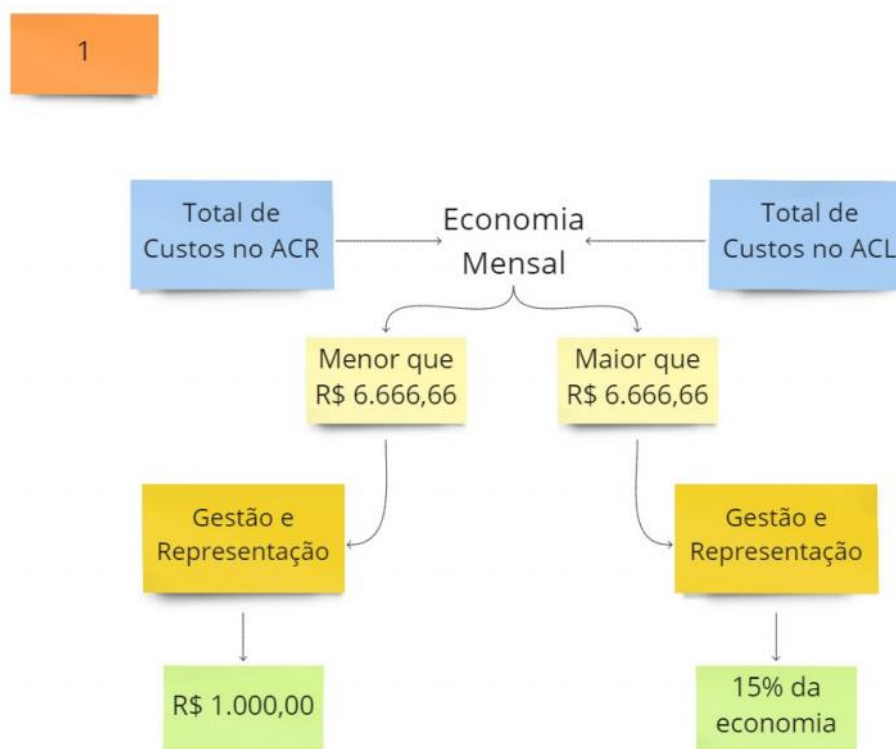 1
Total de
Custos no ACR
Economia
Mensal
Total de
Custos no ACL
Menor que
R$ 6.666,66
Maior que
R$ 6.666,66
Gestão e
Representação
Gestão e
Representação
R$ 1.000,00
15% da
economia